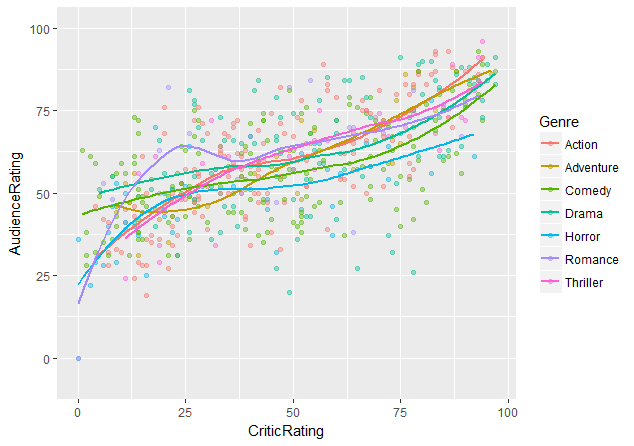 100
75
50
25
0
AudienceRating
0 25 50 75 100
CriticRating
Genre
Action
Adventure
Comedy
Drama
Horror
Romance
Thriller